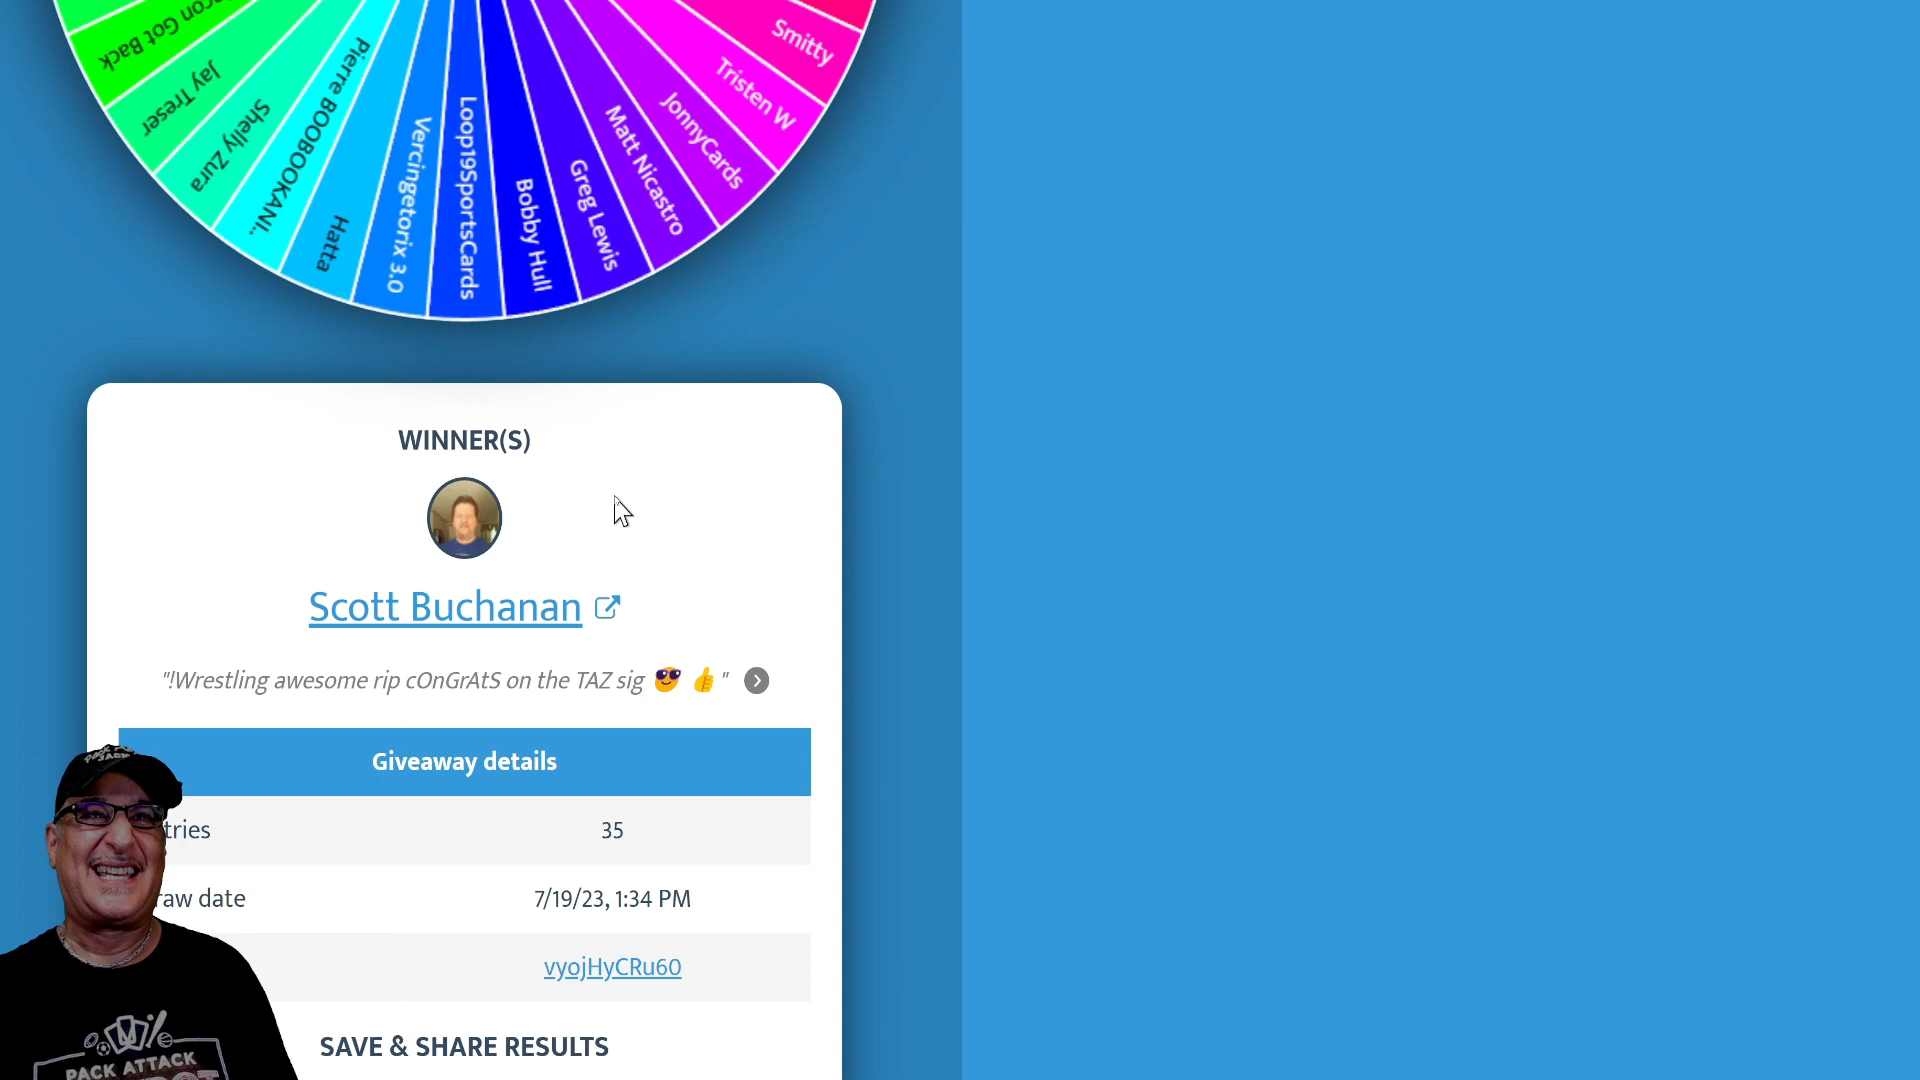 con Got Back
Jay Treser
Shelly Zura
Pierre BOOBOOKANI..
Hatta
Vercingetorix 3.0
Loop19SportsCards
Bobby Hull
Greg Lewis
Matt Nicastro
JonnyCards
Tristen W
Smitty
WINNER(S)
Scott Buchanan
"!Wrestling awesome rip cOnGrAtS on the TAZ sig 😎 👍 "
Giveaway details
tries 35
raw date 7/19/23, 1:34 PM
vyojHyCRu60
SAVE & SHARE RESULTS
PACK ATTACK